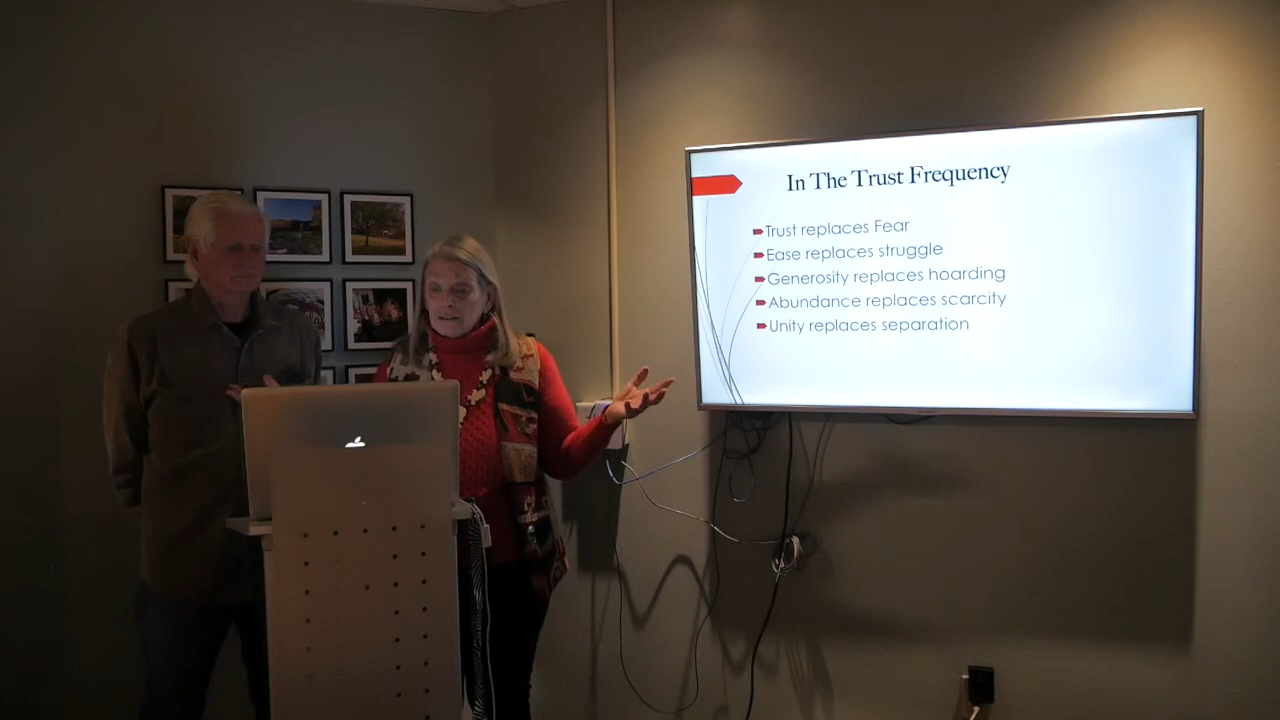 In The Trust Frequency
Trust replaces Fear
Ease replaces struggle
Generosity replaces hoarding
Abundance replaces scarcity
Unity replaces separation